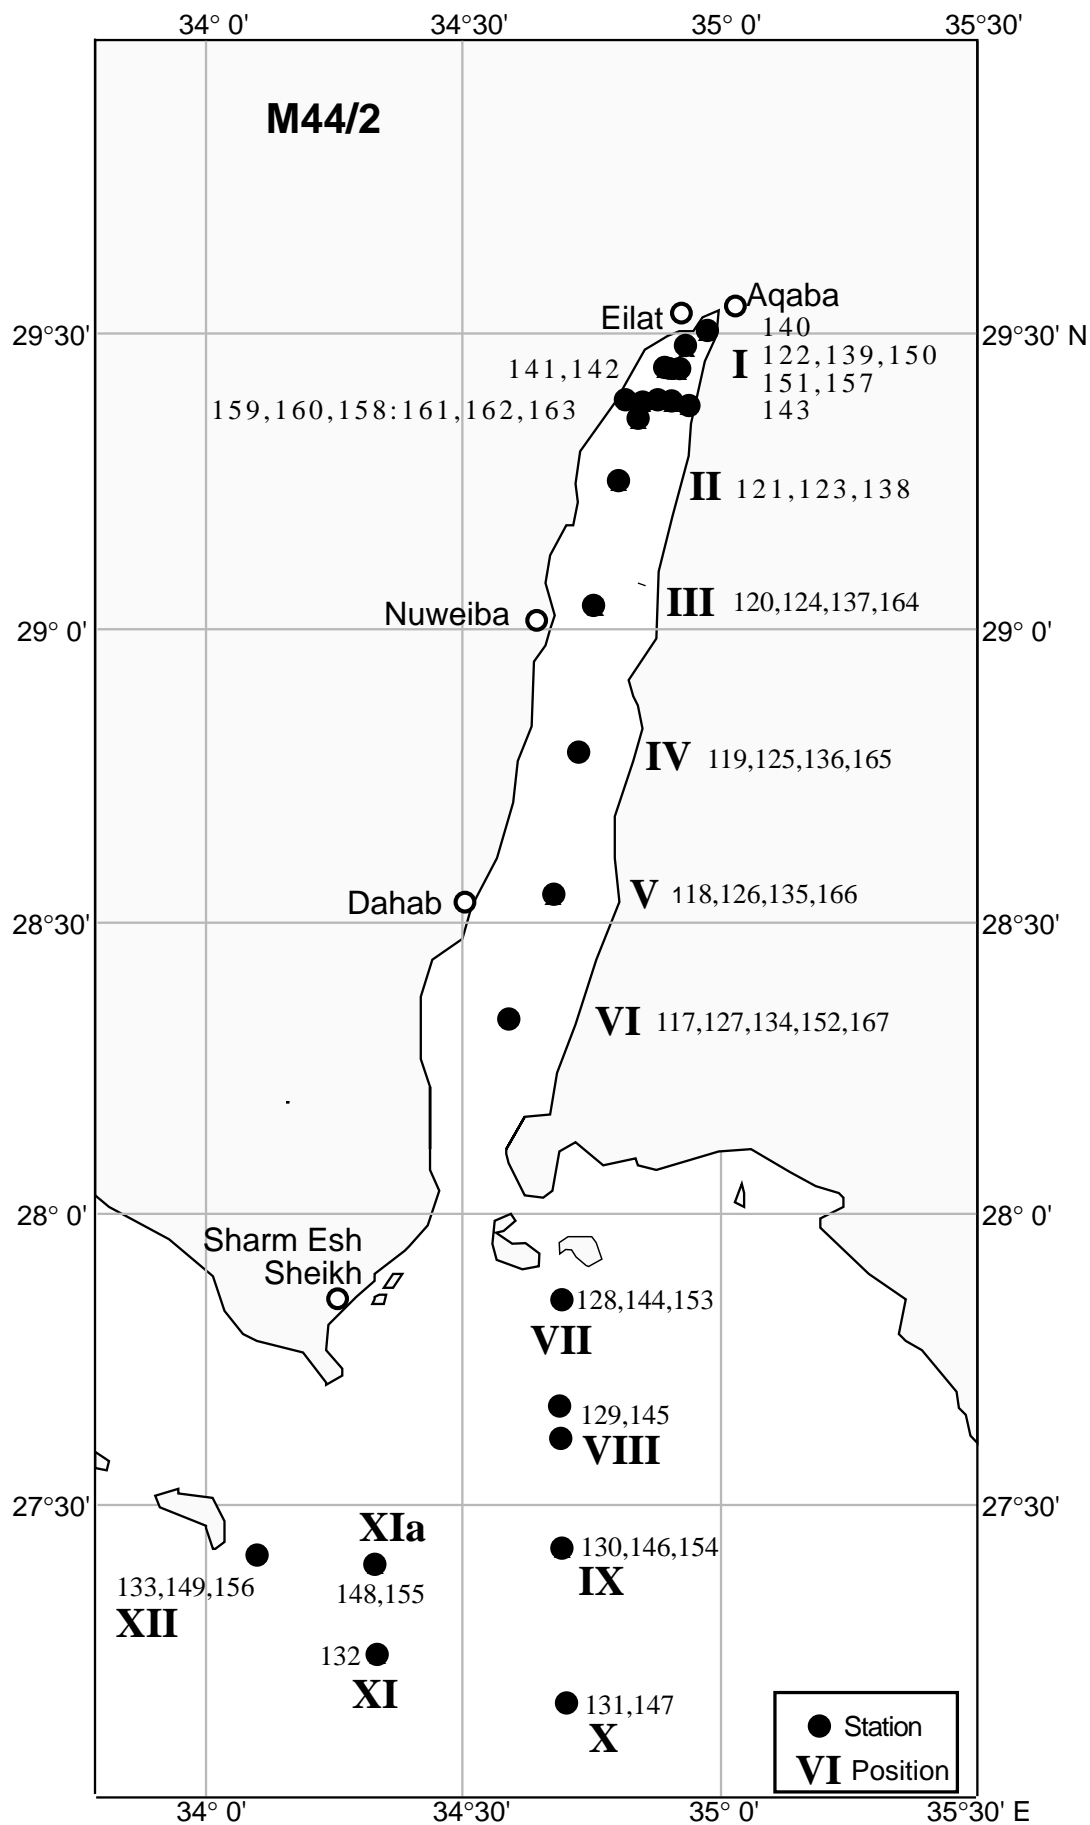 34° 0' 34°30' 35° 0' 35°30'
M44/2
Aqaba
Eilat
29°30' 29°30' N
140
I 122,139,150
141,142
151,157
159,160,158:161,162,163 143
II 121,123,138
III 120,124,137,164
Nuweiba
29° 0' 29° 0'
IV 119,125,136,165
V 118,126,135,166
Dahab
28°30' 28°30'
VI 117,127,134,152,167
28° 0' 28° 0'
Sharm Esh
Sheikh
128,144,153
VII
129,145
VIII
27°30' 27°30'
XIa
130,146,154
IX
133,149,156
148,155
XII
132
XI
131,147
X
Station
VI Position
34° 0' 34°30' 35° 0' 35°30' E